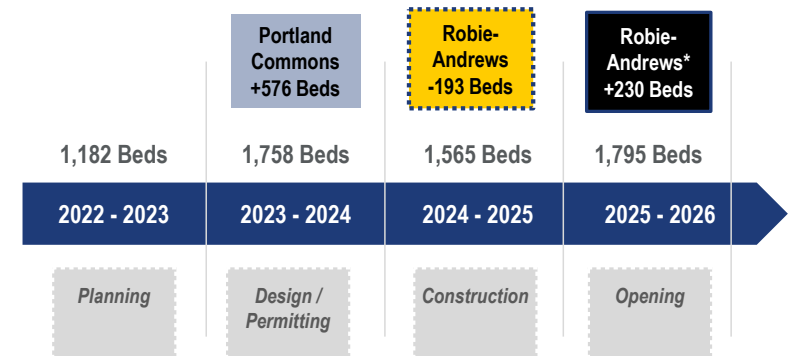 Portland
Commons
+576 Beds
Robie-
Andrews
-193 Beds
Robie-
Andrews*
+230 Beds
1,182 Beds
1,758 Beds
1,565 Beds
1,795 Beds
2022 - 2023
2023 - 2024
2024 - 2025
2025 - 2026
Planning
Design /
Permitting
Construction
Opening